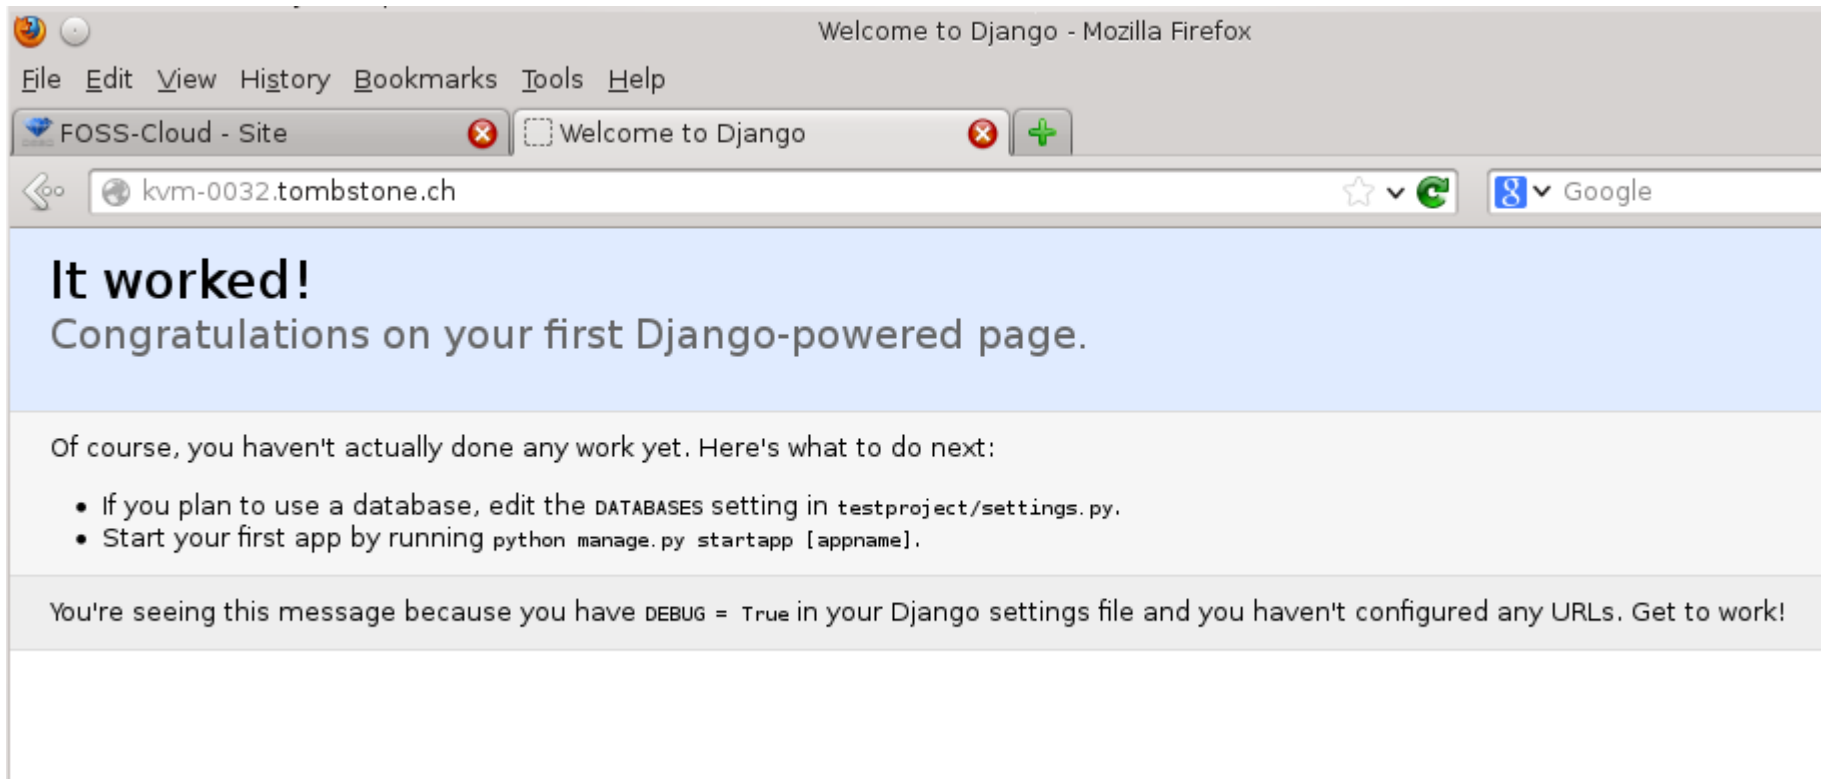 Welcome to Django - Mozilla Firefox
File Edit View History Bookmarks Tools Help
FOSS-Cloud - Site Welcome to Django
kvm-0032.tombstone.ch Google
It worked!
Congratulations on your first Django-powered page.
Of course, you haven't actually done any work yet. Here's what to do next:
• If you plan to use a database, edit the DATABASES setting in testproject/settings.py.
• Start your first app by running python manage.py startapp [appname].
You're seeing this message because you have DEBUG = True in your Django settings file and you haven't configured any URLs. Get to work!